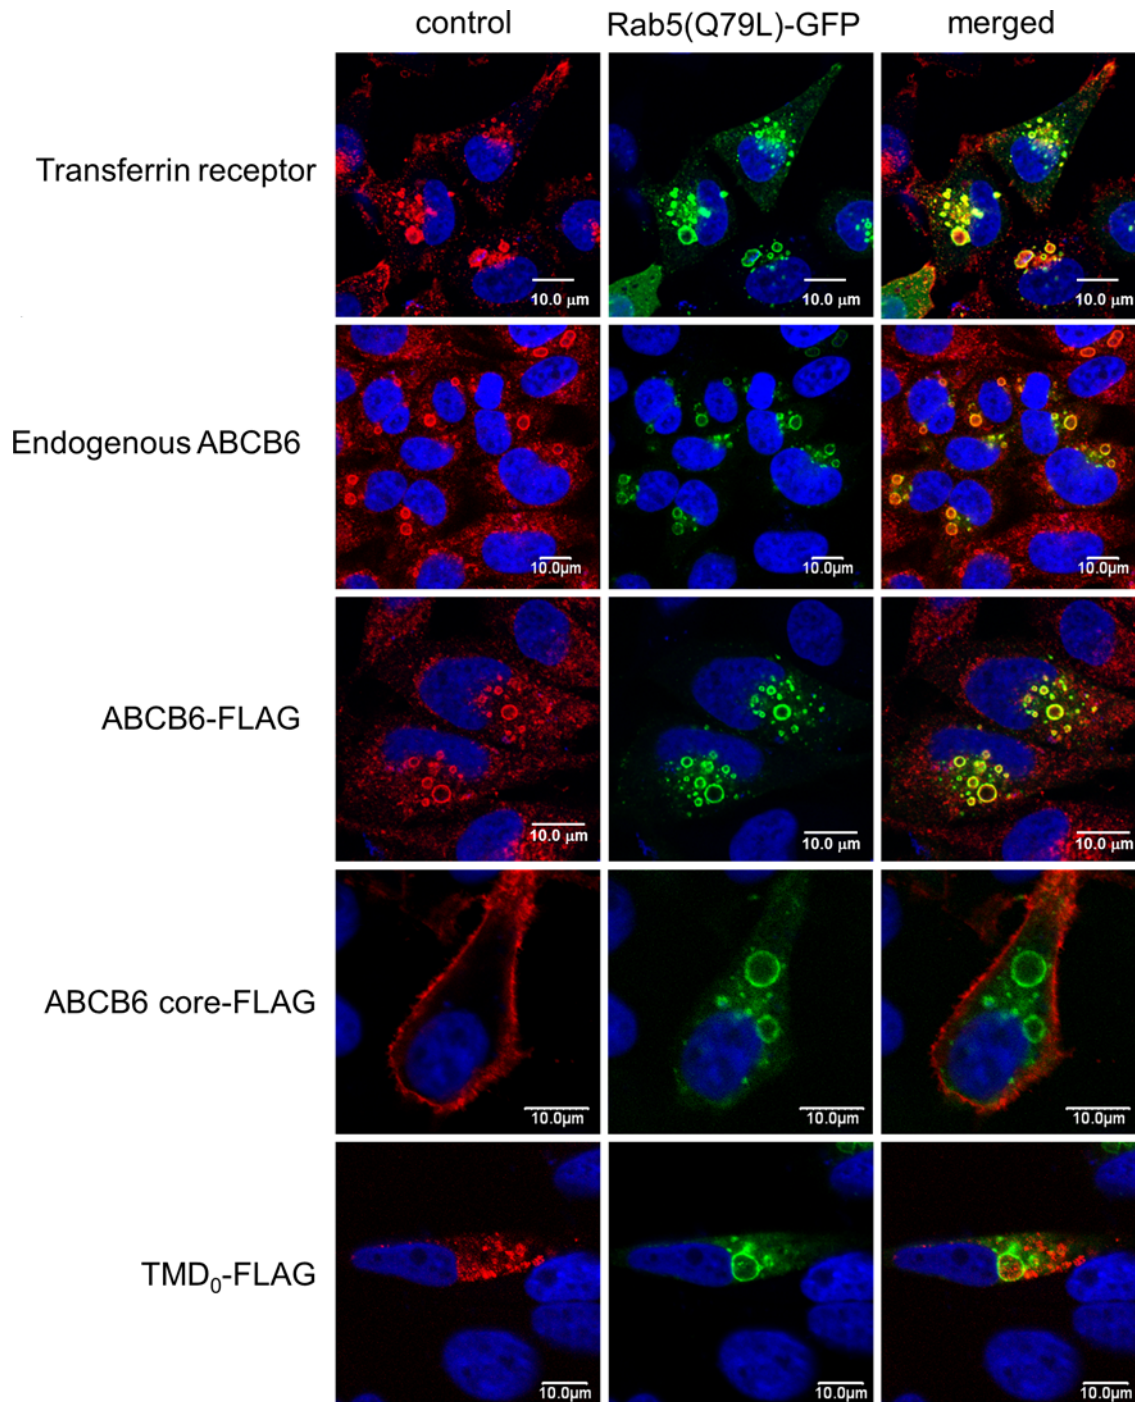 control Rab5(Q79L)-GFP merged
Transferrin receptor
10.0 µm 10.0 µm 10.0 µm
Endogenous ABCB6
10.0µm 10.0µm 10.0µm
ABCB6-FLAG
10.0 µm 10.0 µm 10.0 µm
ABCB6 core-FLAG
10.0µm 10.0µm 10.0µm
TMD₀-FLAG
10.0µm 10.0µm 10.0µm